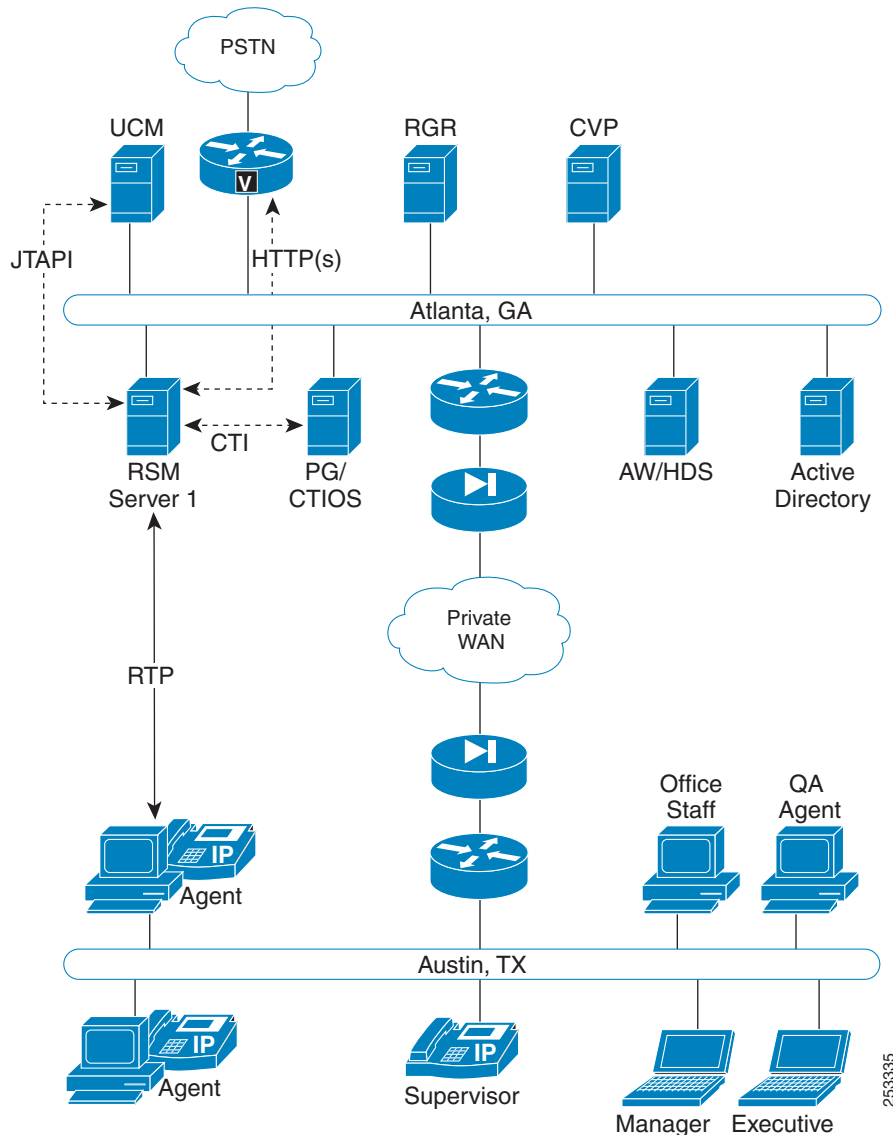 PSTN
UCM
RGR
CVP
V
JTAPI
HTTP(s)
Atlanta, GA
CTI
RSM
Server 1
PG/
CTIOS
AW/HDS
Active
Directory
Private
WAN
RTP
Office
Staff
QA
Agent
IP
Agent
Austin, TX
IP
Agent
IP
Supervisor
Manager
Executive
253335